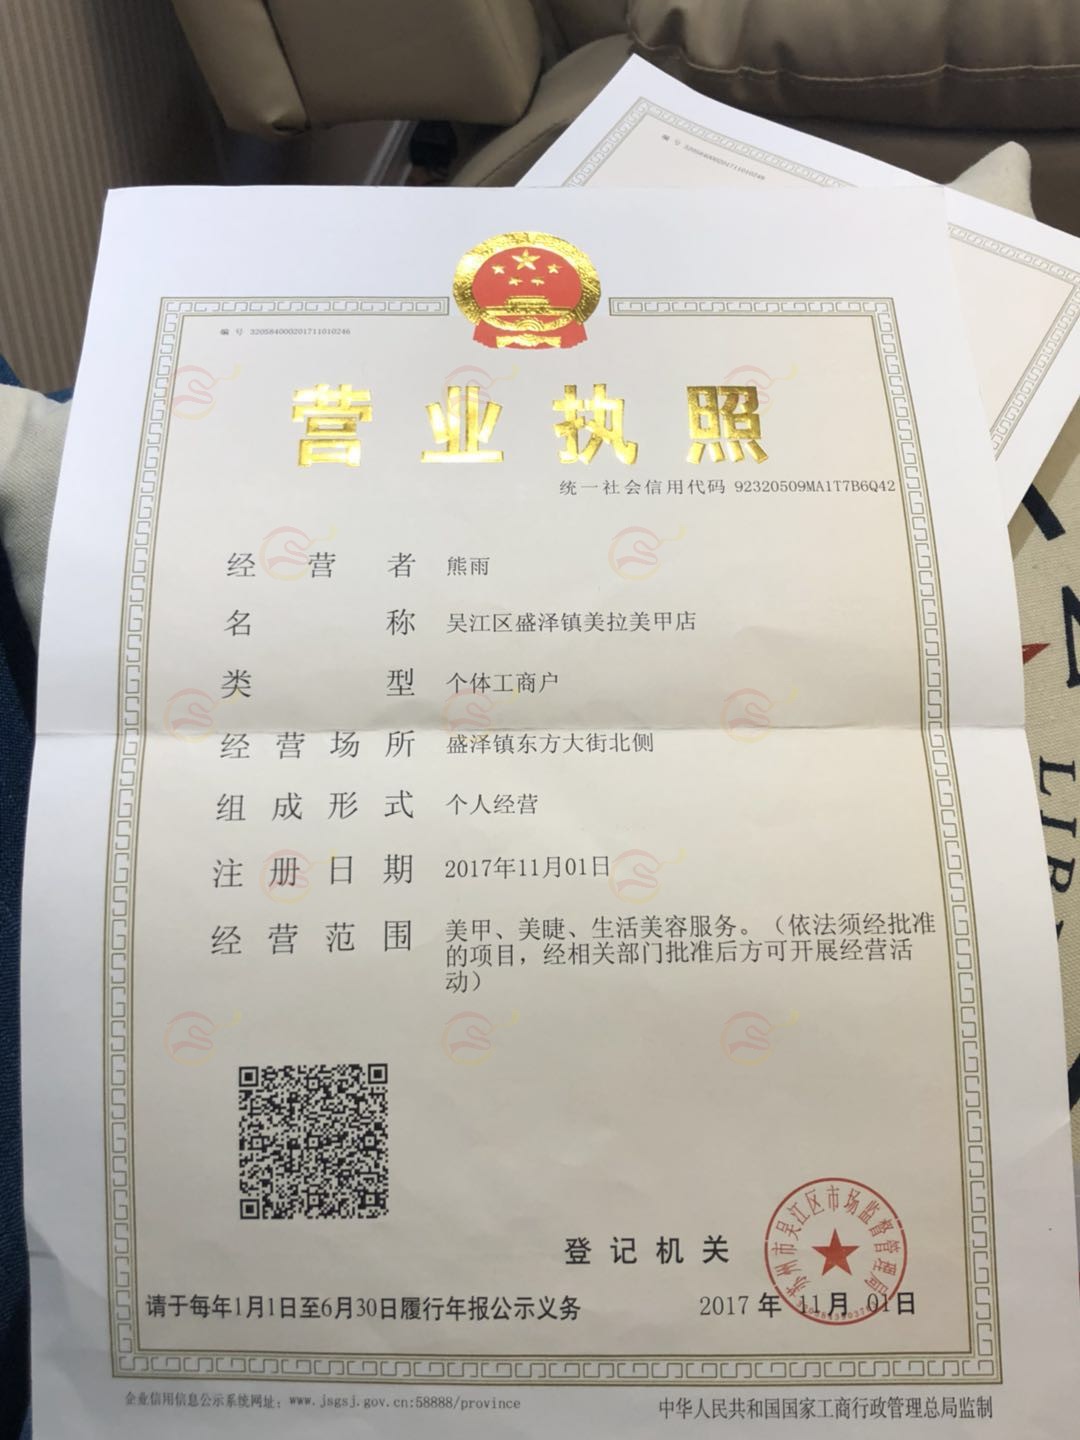 编 号 320584000201711010246
编 号 320584000201711010246
营业执照
统一社会信用代码 92320509MA1T7B6Q42
经营者 熊雨
名称 吴江区盛泽镇美拉美甲店
类型 个体工商户
经营场所 盛泽镇东方大街北侧
组成形式 个人经营
注册日期 2017年11月01日
经营范围 美甲、美睫、生活美容服务。（依法须经批准
的项目，经相关部门批准后方可开展经营活
动）
苏州市吴江区市场监督管理局
登记机关
请于每年1月1日至6月30日履行年报公示义务
2017 年 11月 01日
企业信用信息公示系统网址：www.jsgsj.gov.cn:58888/province
中华人民共和国国家工商行政管理总局监制